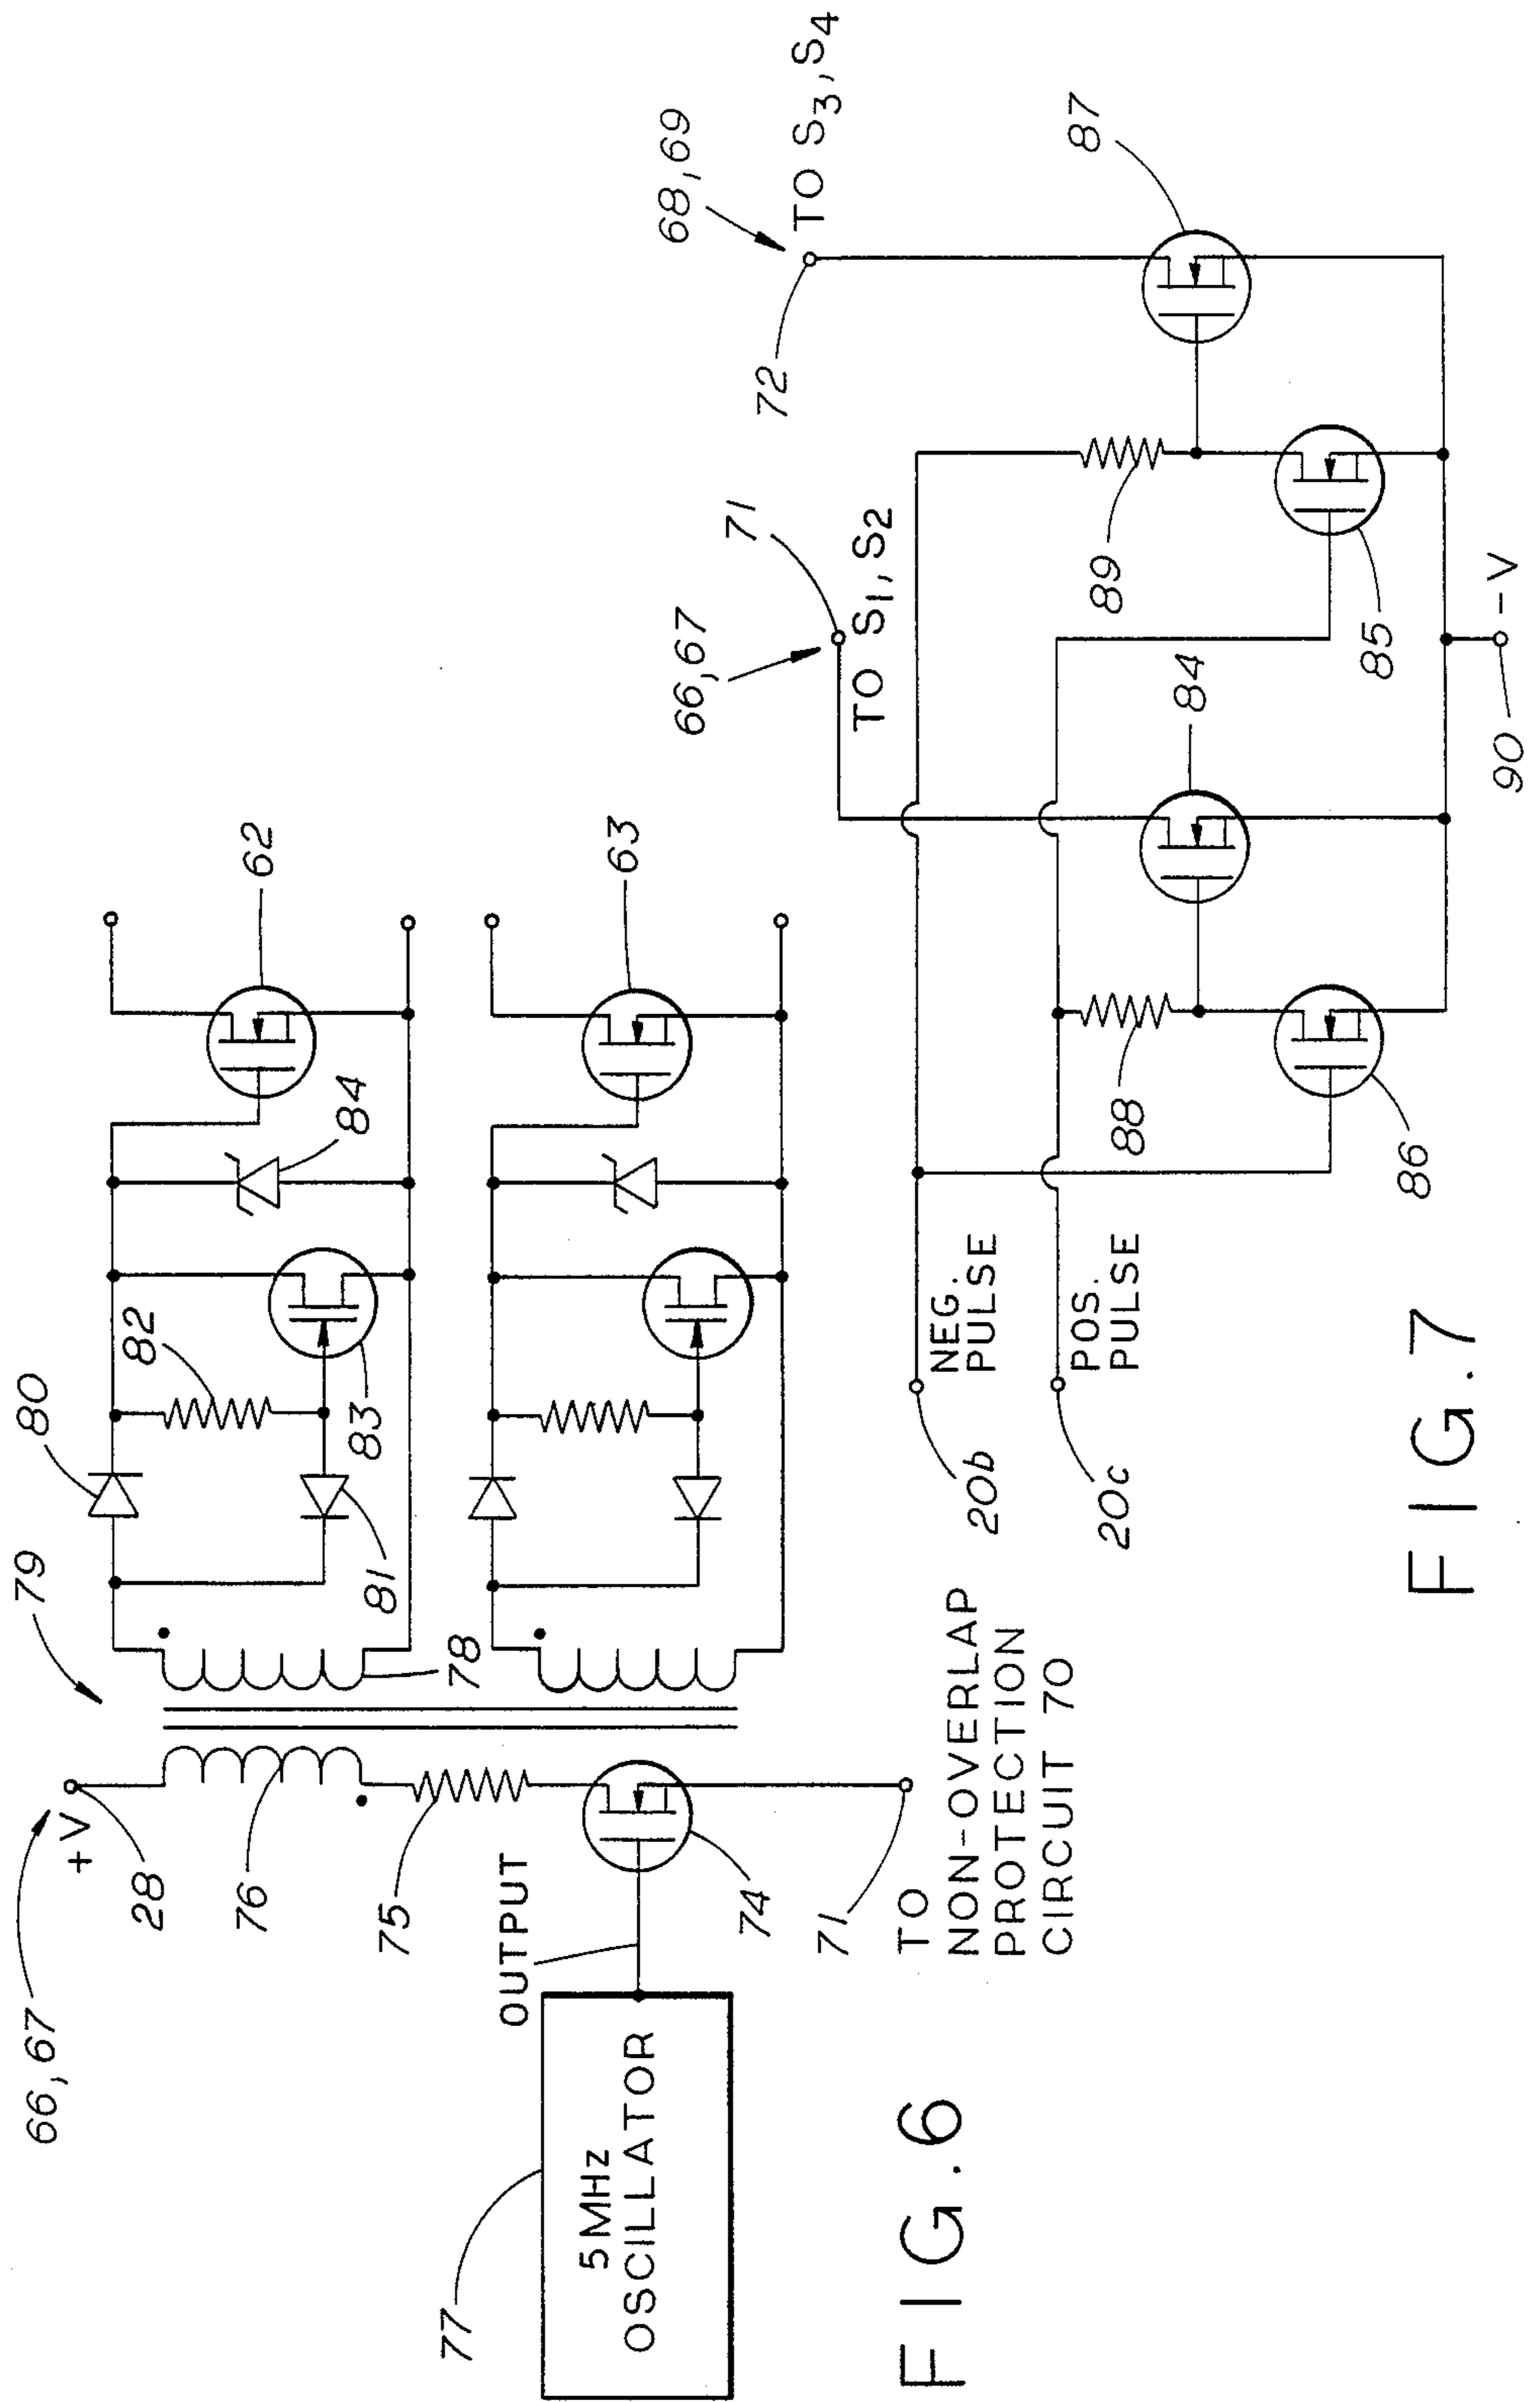 66,67
+V
28
76
75
OUTPUT
77
5MHz
OSCILLATOR
74
71
TO
NON-OVERLAP
PROTECTION
CIRCUIT 70
79
78
80
81
82
83
84
62
63
FIG.6
20b
NEG.
PULSE
20c
POS.
PULSE
66,67
71
TO S1,S2
68,69
72
TO S3,S4
88
86
84
89
85
87
90
-V
FIG.7